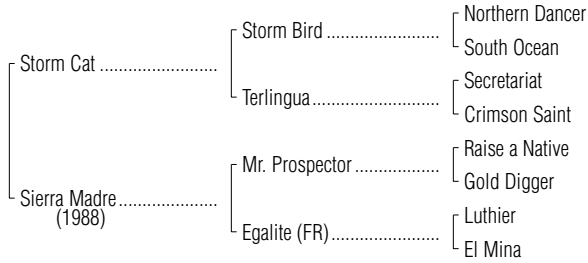 Northern Dancer
Storm Bird ........................
South Ocean
Storm Cat ........................
Secretariat
Terlingua ...........................
Crimson Saint
Raise a Native
Mr. Prospector ..................
Gold Digger
Sierra Madre ....................
(1988)
Luthier
Egalite (FR) .......................
El Mina